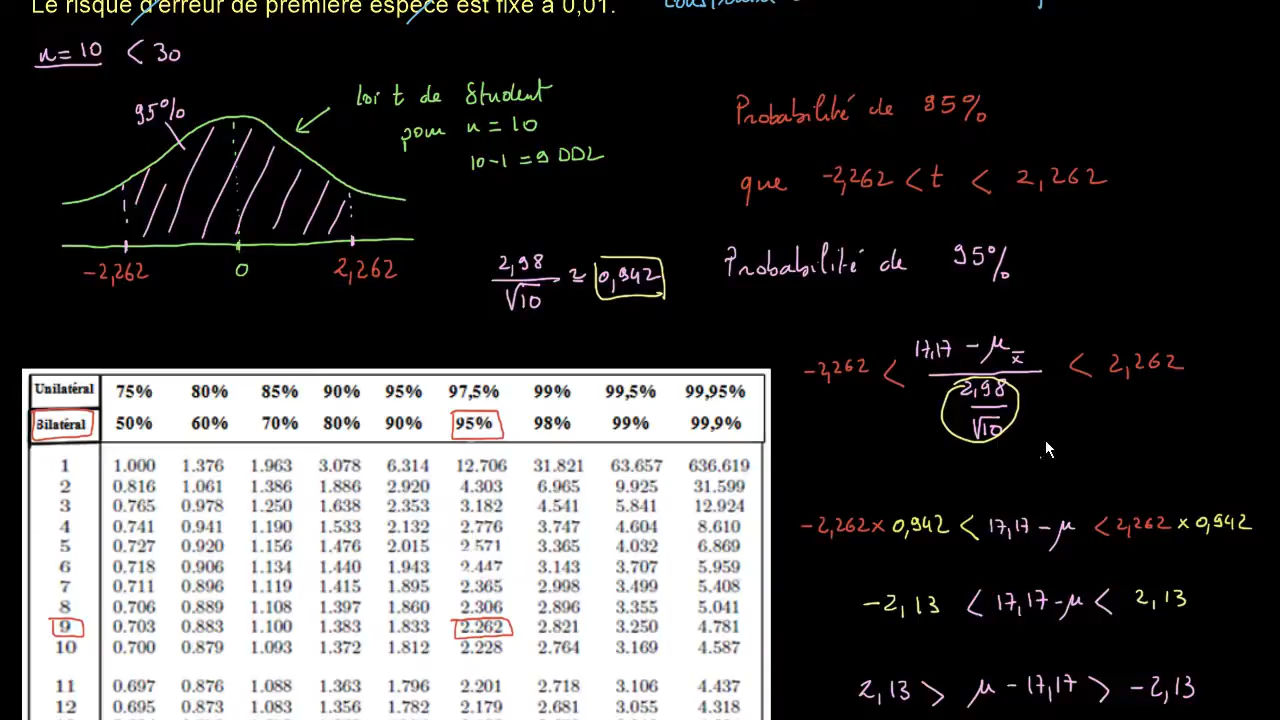 Le risque d'erreur de première espèce est fixé à 0,01.
n = 10 < 30
95%
loi t de Student
pour n = 10
10-1 = 9 DDL
-2,262
0
2,262
2,98 / √10 ≃ 0,942
Probabilité de 95%
que -2,262 < t < 2,262
Probabilité de 95%
-2,262 < (17,17 - μx̄) / (2,98 / √10) < 2,262
-2,262 x 0,942 < 17,17 - μ < 2,262 x 0,942
-2,13 < 17,17 - μ < 2,13
2,13 > μ - 17,17 > -2,13
Unilatéral 75% 80% 85% 90% 95% 97,5% 99% 99,5% 99,95%
Bilatéral 50% 60% 70% 80% 90% 95% 98% 99% 99,9%
1 1.000 1.376 1.963 3.078 6.314 12.706 31.821 63.657 636.619
2 0.816 1.061 1.386 1.886 2.920 4.303 6.965 9.925 31.599
3 0.765 0.978 1.250 1.638 2.353 3.182 4.541 5.841 12.924
4 0.741 0.941 1.190 1.533 2.132 2.776 3.747 4.604 8.610
5 0.727 0.920 1.156 1.476 2.015 2.571 3.365 4.032 6.869
6 0.718 0.906 1.134 1.440 1.943 2.447 3.143 3.707 5.959
7 0.711 0.896 1.119 1.415 1.895 2.365 2.998 3.499 5.408
8 0.706 0.889 1.108 1.397 1.860 2.306 2.896 3.355 5.041
9 0.703 0.883 1.100 1.383 1.833 2.262 2.821 3.250 4.781
10 0.700 0.879 1.093 1.372 1.812 2.228 2.764 3.169 4.587
11 0.697 0.876 1.088 1.363 1.796 2.201 2.718 3.106 4.437
12 0.695 0.873 1.083 1.356 1.782 2.179 2.681 3.055 4.318